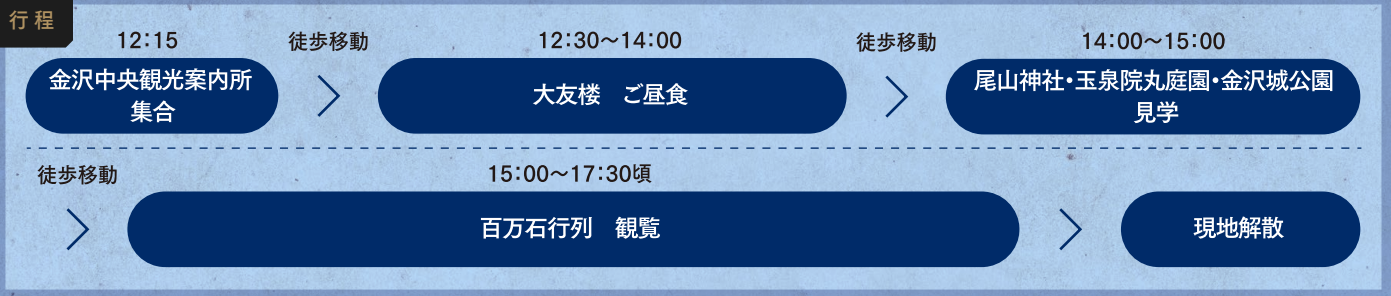 行程
12:15
徒歩移動
12:30〜14:00
徒歩移動
14:00〜15:00
金沢中央観光案内所
集合
大友楼　ご昼食
尾山神社・玉泉院丸庭園・金沢城公園
見学
徒歩移動
15:00〜17:30頃
百万石行列　観覧
現地解散